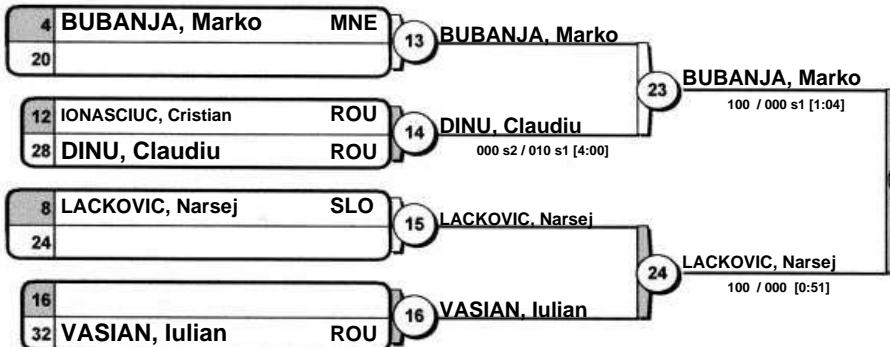 4 BUBANJA, Marko MNE
20
13 BUBANJA, Marko
12 IONASCIUC, Cristian ROU
28 DINU, Claudiu ROU
14 DINU, Claudiu
000 s2 / 010 s1 [4:00]
23 BUBANJA, Marko
100 / 000 s1 [1:04]
8 LACKOVIC, Narsej SLO
24
15 LACKOVIC, Narsej
16
32 VASIAN, Iulian ROU
16 VASIAN, Iulian
24 LACKOVIC, Narsej
100 / 000 [0:51]